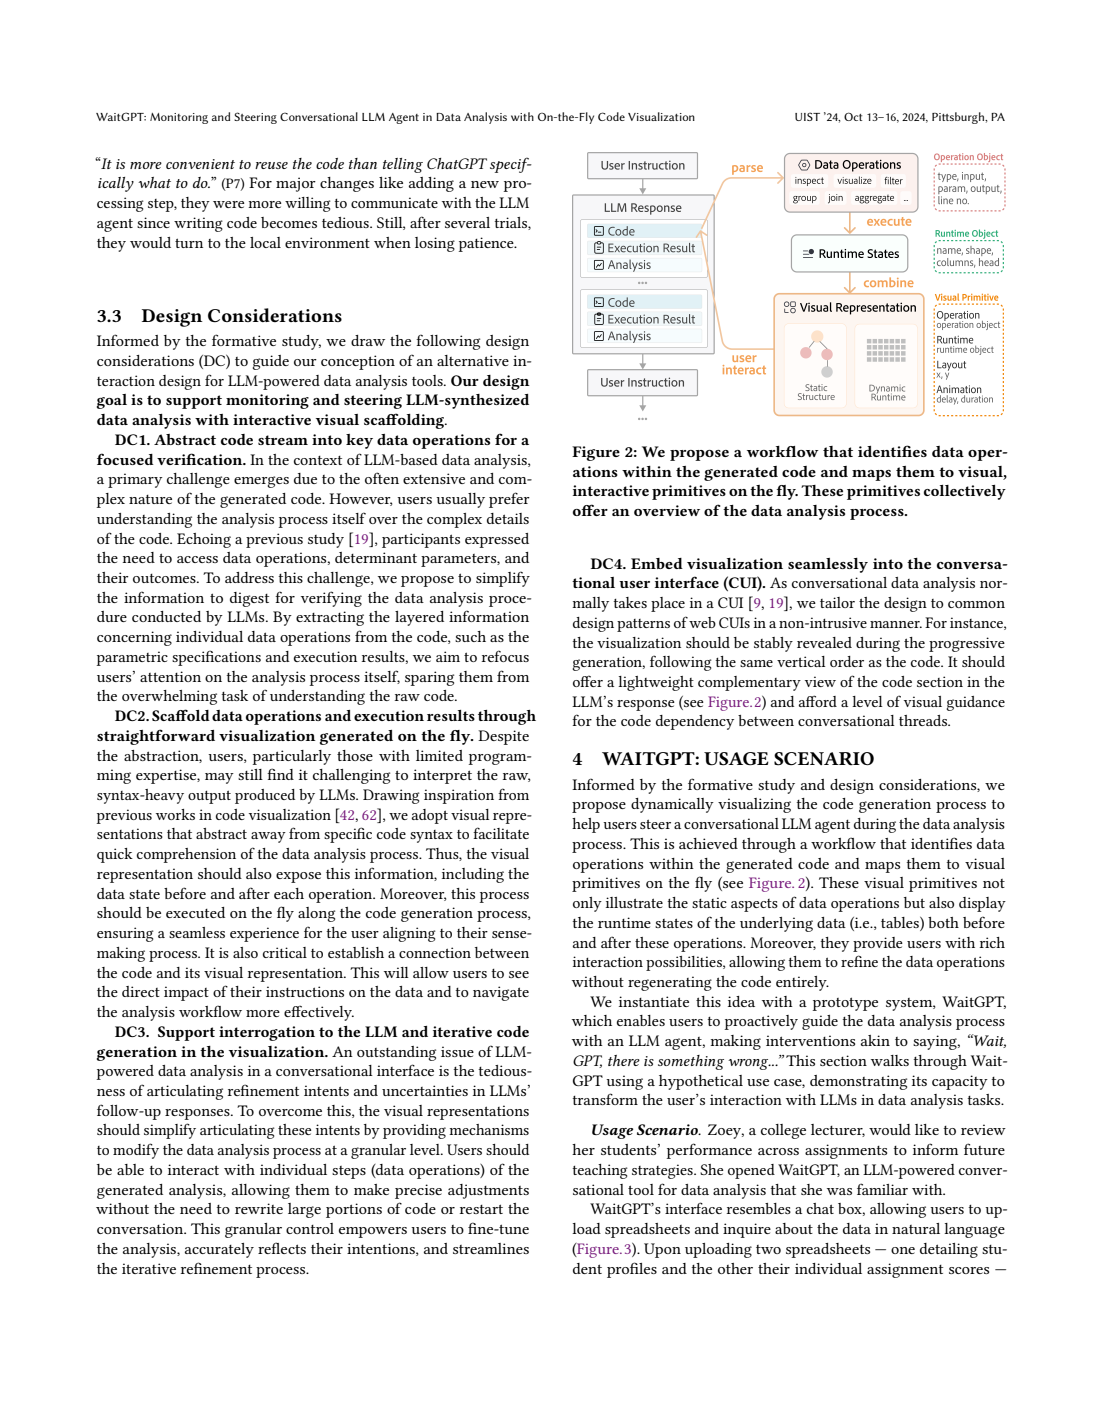 WaitGPT: Monitoring and Steering Conversational LLM Agent in Data Analysis with On-the-Fly Code Visualization
UIST ’24, Oct 13–16, 2024, Pittsburgh, PA
“It is more convenient to reuse the code than telling ChatGPT specif-
ically what to do.” (P7) For major changes like adding a new pro-
cessing step, they were more willing to communicate with the LLM
agent since writing code becomes tedious. Still, after several trials,
they would turn to the local environment when losing patience.
3.3 Design Considerations
Informed by the formative study, we draw the following design
considerations (DC) to guide our conception of an alternative in-
teraction design for LLM-powered data analysis tools. Our design
goal is to support monitoring and steering LLM-synthesized
data analysis with interactive visual scaffolding.
DC1. Abstract code stream into key data operations for a
focused verification. In the context of LLM-based data analysis,
a primary challenge emerges due to the often extensive and com-
plex nature of the generated code. However, users usually prefer
understanding the analysis process itself over the complex details
of the code. Echoing a previous study [19], participants expressed
the need to access data operations, determinant parameters, and
their outcomes. To address this challenge, we propose to simplify
the information to digest for verifying the data analysis proce-
dure conducted by LLMs. By extracting the layered information
concerning individual data operations from the code, such as the
parametric specifications and execution results, we aim to refocus
users’ attention on the analysis process itself, sparing them from
the overwhelming task of understanding the raw code.
DC2. Scaffold data operations and execution results through
straightforward visualization generated on the fly. Despite
the abstraction, users, particularly those with limited program-
ming expertise, may still find it challenging to interpret the raw,
syntax-heavy output produced by LLMs. Drawing inspiration from
previous works in code visualization [42, 62], we adopt visual repre-
sentations that abstract away from specific code syntax to facilitate
quick comprehension of the data analysis process. Thus, the visual
representation should also expose this information, including the
data state before and after each operation. Moreover, this process
should be executed on the fly along the code generation process,
ensuring a seamless experience for the user aligning to their sense-
making process. It is also critical to establish a connection between
the code and its visual representation. This will allow users to see
the direct impact of their instructions on the data and to navigate
the analysis workflow more effectively.
DC3. Support interrogation to the LLM and iterative code
generation in the visualization. An outstanding issue of LLM-
powered data analysis in a conversational interface is the tedious-
ness of articulating refinement intents and uncertainties in LLMs’
follow-up responses. To overcome this, the visual representations
should simplify articulating these intents by providing mechanisms
to modify the data analysis process at a granular level. Users should
be able to interact with individual steps (data operations) of the
generated analysis, allowing them to make precise adjustments
without the need to rewrite large portions of code or restart the
conversation. This granular control empowers users to fine-tune
the analysis, accurately reflects their intentions, and streamlines
the iterative refinement process.
User Instruction
LLM Response
Code
Execution Result
Analysis
...
Code
Execution Result
Analysis
User Instruction
...
parse
user
interact
Data Operations
inspect visualize filter
group join aggregate ..
execute
Runtime States
combine
Visual Representation
Static
Structure
Dynamic
Runtime
Operation Object
type, input,
param, output,
line no.
Runtime Object
name, shape,
columns, head
Visual Primitive
Operation
operation object
Runtime
runtime object
Layout
x, y
Animation
delay, duration
Figure 2: We propose a workflow that identifies data oper-
ations within the generated code and maps them to visual,
interactive primitives on the fly. These primitives collectively
offer an overview of the data analysis process.
DC4. Embed visualization seamlessly into the conversa-
tional user interface (CUI). As conversational data analysis nor-
mally takes place in a CUI [9, 19], we tailor the design to common
design patterns of web CUIs in a non-intrusive manner. For instance,
the visualization should be stably revealed during the progressive
generation, following the same vertical order as the code. It should
offer a lightweight complementary view of the code section in the
LLM’s response (see Figure. 2) and afford a level of visual guidance
for the code dependency between conversational threads.
4 WAITGPT: USAGE SCENARIO
Informed by the formative study and design considerations, we
propose dynamically visualizing the code generation process to
help users steer a conversational LLM agent during the data analysis
process. This is achieved through a workflow that identifies data
operations within the generated code and maps them to visual
primitives on the fly (see Figure. 2). These visual primitives not
only illustrate the static aspects of data operations but also display
the runtime states of the underlying data (i.e., tables) both before
and after these operations. Moreover, they provide users with rich
interaction possibilities, allowing them to refine the data operations
without regenerating the code entirely.
We instantiate this idea with a prototype system, WaitGPT,
which enables users to proactively guide the data analysis process
with an LLM agent, making interventions akin to saying, “Wait,
GPT, there is something wrong...” This section walks through Wait-
GPT using a hypothetical use case, demonstrating its capacity to
transform the user’s interaction with LLMs in data analysis tasks.
Usage Scenario. Zoey, a college lecturer, would like to review
her students’ performance across assignments to inform future
teaching strategies. She opened WaitGPT, an LLM-powered conver-
sational tool for data analysis that she was familiar with.
WaitGPT’s interface resembles a chat box, allowing users to up-
load spreadsheets and inquire about the data in natural language
(Figure. 3). Upon uploading two spreadsheets — one detailing stu-
dent profiles and the other their individual assignment scores —